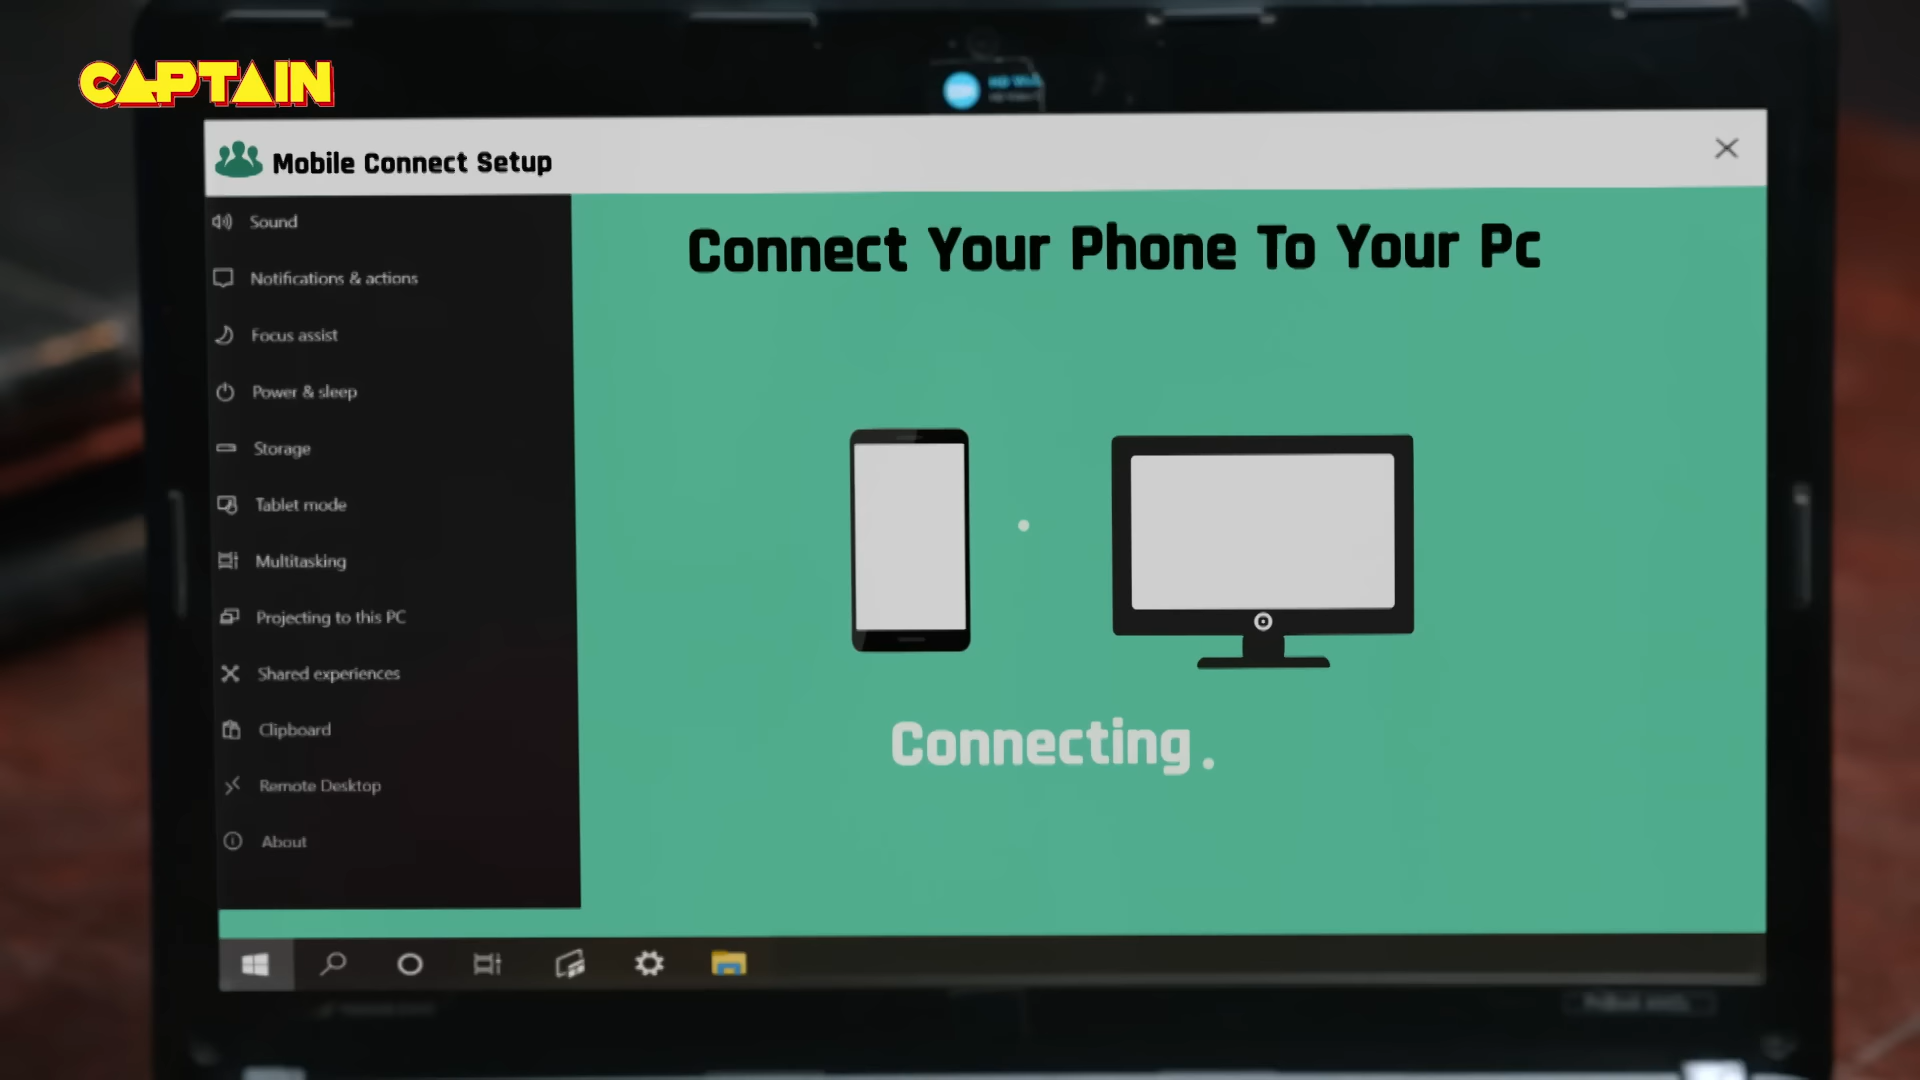 CAPTAIN
Mobile Connect Setup
Sound
Notifications & actions
Focus assist
Power & sleep
Storage
Tablet mode
Multitasking
Projecting to this PC
Shared experiences
Clipboard
Remote Desktop
About
Connect Your Phone To Your Pc
Connecting.